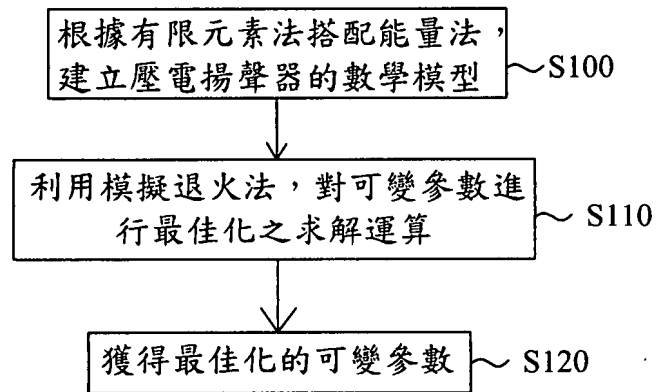 根據有限元素法搭配能量法，
建立壓電揚聲器的數學模型
S100
利用模擬退火法，對可變參數進
行最佳化之求解運算
S110
獲得最佳化的可變參數
S120